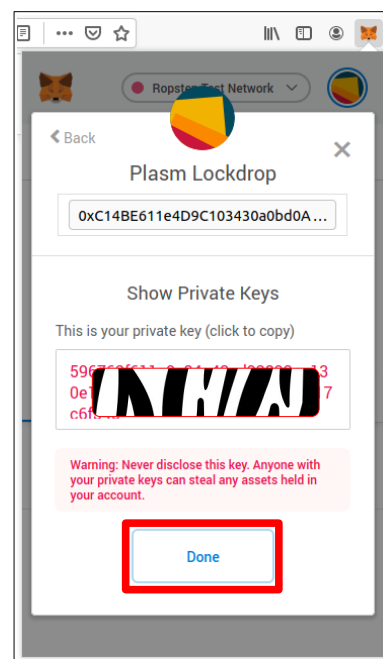 Ropsten Test Network
Back
Plasm Lockdrop
0xC14BE611e4D9C103430a0bd0A...
Show Private Keys
This is your private key (click to copy)
Warning: Never disclose this key. Anyone with
your private keys can steal any assets held in
your account.
Done